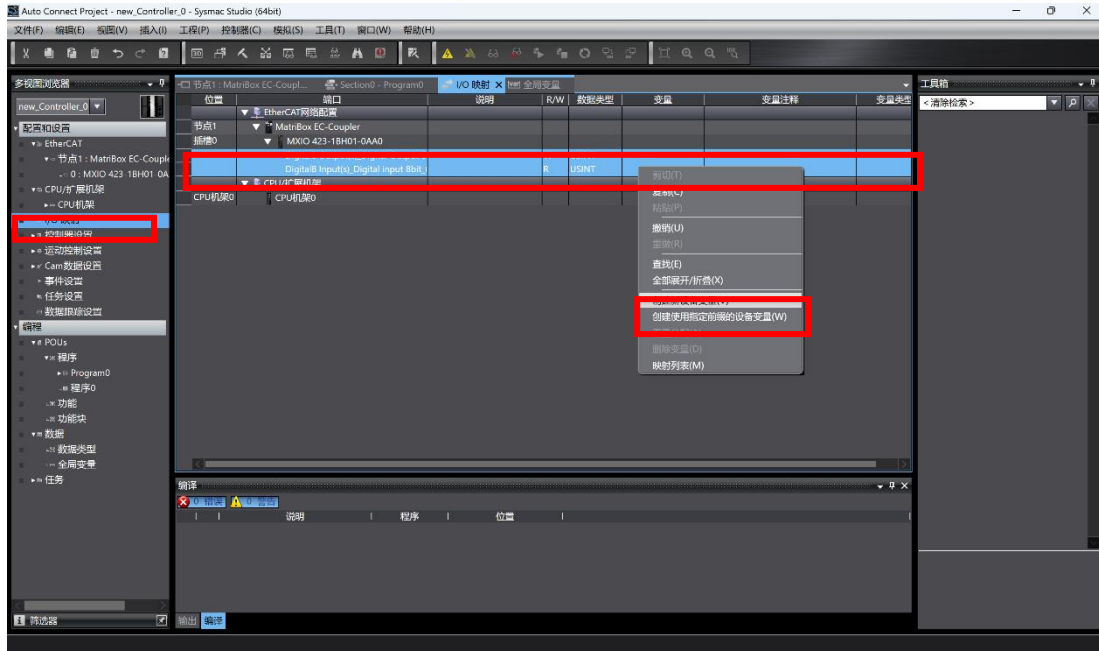 Auto Connect Project - new_Controller_0 - Sysmac Studio (64bit)
文件(F) 编辑(E) 视图(V) 插入(I) 工程(P) 控制器(C) 模拟(S) 工具(T) 窗口(W) 帮助(H)
多视图浏览器
new_Controller_0
配置和设置
EtherCAT
节点1 : MatriBox EC-Couple
0 : MXIO 423 1BH01 0A
CPU/扩展机架
CPU机架
I/O 映射
控制器设置
运动控制设置
Cam数据设置
事件设置
任务设置
数据跟踪设置
编程
POUs
程序
Program0
程序0
功能
功能块
数据
数据类型
全局变量
任务
筛选器
节点1 : MatriBox EC-Coupl... Section0 - Program0 I/O 映射 全局变量
位置 端口 说明 R/W 数据类型 变量 变量注释 变量类型
EtherCAT网络配置
节点1 MatriBox EC-Coupler
插槽0 MXIO 423-1BH01-0AA0
Digital8 Input(s)_Digital input 8bit_ R USINT
CPU/扩展机架
CPU机架0 CPU机架0
剪切(T)
复制(C)
粘贴(P)
撤销(U)
重做(R)
查找(E)
全部展开/折叠(X)
创建使用指定前缀的设备变量(W)
删除变量(D)
映射列表(M)
编译
0 错误 0 警告
说明 程序 位置
输出 编译
工具箱
<清除检索>